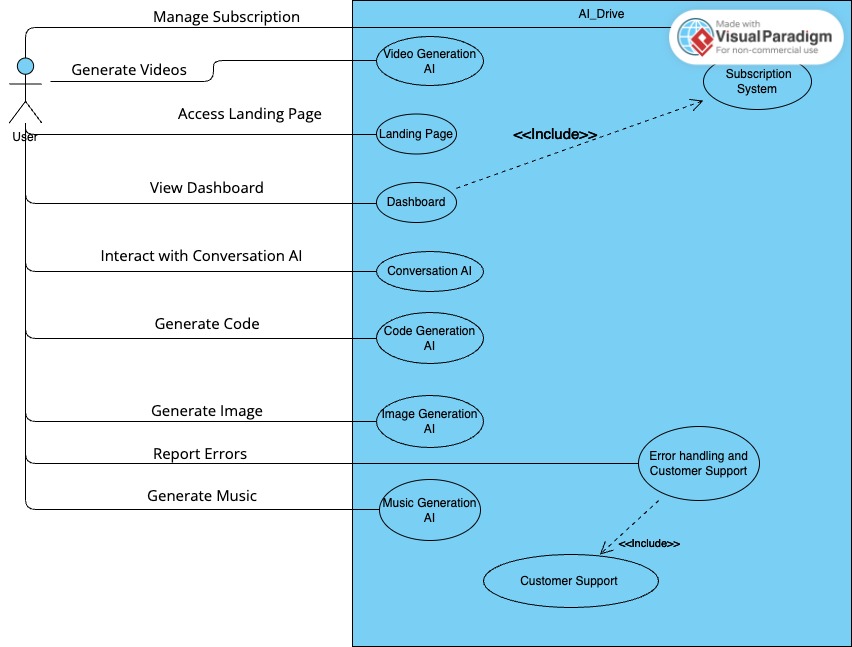 Manage Subscription
AI_Drive
Made with
VisualParadigm
For non-commercial use
Generate Videos
Video Generation
AI
Subscription
System
Access Landing Page
User
Landing Page
<<Include>>
View Dashboard
Dashboard
Interact with Conversation AI
Conversation AI
Generate Code
Code Generation
AI
Generate Image
Image Generation
AI
Report Errors
Error handling and
Customer Support
Generate Music
Music Generation
AI
<<Include>>
Customer Support